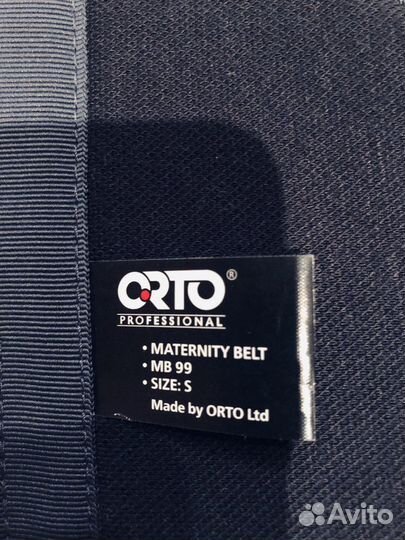 ORTO®
PROFESSIONAL
• MATERNITY BELT
• MB 99
• SIZE: S
Made by ORTO Ltd
Avito